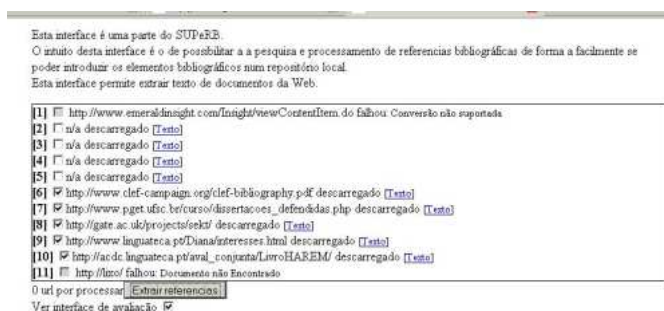 Esta interface é uma parte do SUPeRB.
O intuito desta interface é o de possibilitar a a pesquisa e processamento de referencias bibliográficas de forma a facilmente se
poder introduzir os elementos bibliográficos num repositório local.
Esta interface permite extrair texto de documentos da Web.
[1] http://www.emeraldinsight.com/Insight/viewContentItem.do falhou: Conversão não suportada
[2] n/a descarregado [Texto]
[3] n/a descarregado [Texto]
[4] n/a descarregado [Texto]
[5] n/a descarregado [Texto]
[6] http://www.clef-campaign.org/clef-bibliography.pdf descarregado [Texto]
[7] http://www.pget.ufsc.br/curso/dissertacoes_defendidas.php descarregado [Texto]
[8] http://gate.ac.uk/projects/sekt/ descarregado [Texto]
[9] http://www.linguateca.pt/Diana/interesses.html descarregado [Texto]
[10] http://acdc.linguateca.pt/aval_conjunta/LivroHAREM/ descarregado [Texto]
[11] http://lixo/ falhou: Documento não Encontrado
0 url por processar Extrair referencias
Ver interface de avaliação